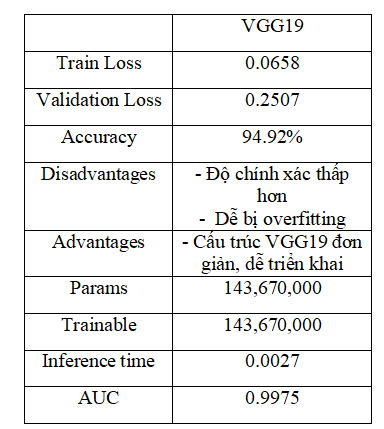 VGG19
Train Loss 0.0658
Validation Loss 0.2507
Accuracy 94.92%
Disadvantages - Độ chính xác thấp
hơn
- Dễ bị overfitting
Advantages - Cấu trúc VGG19 đơn
giản, dễ triển khai
Params 143,670,000
Trainable 143,670,000
Inference time 0.0027
AUC 0.9975